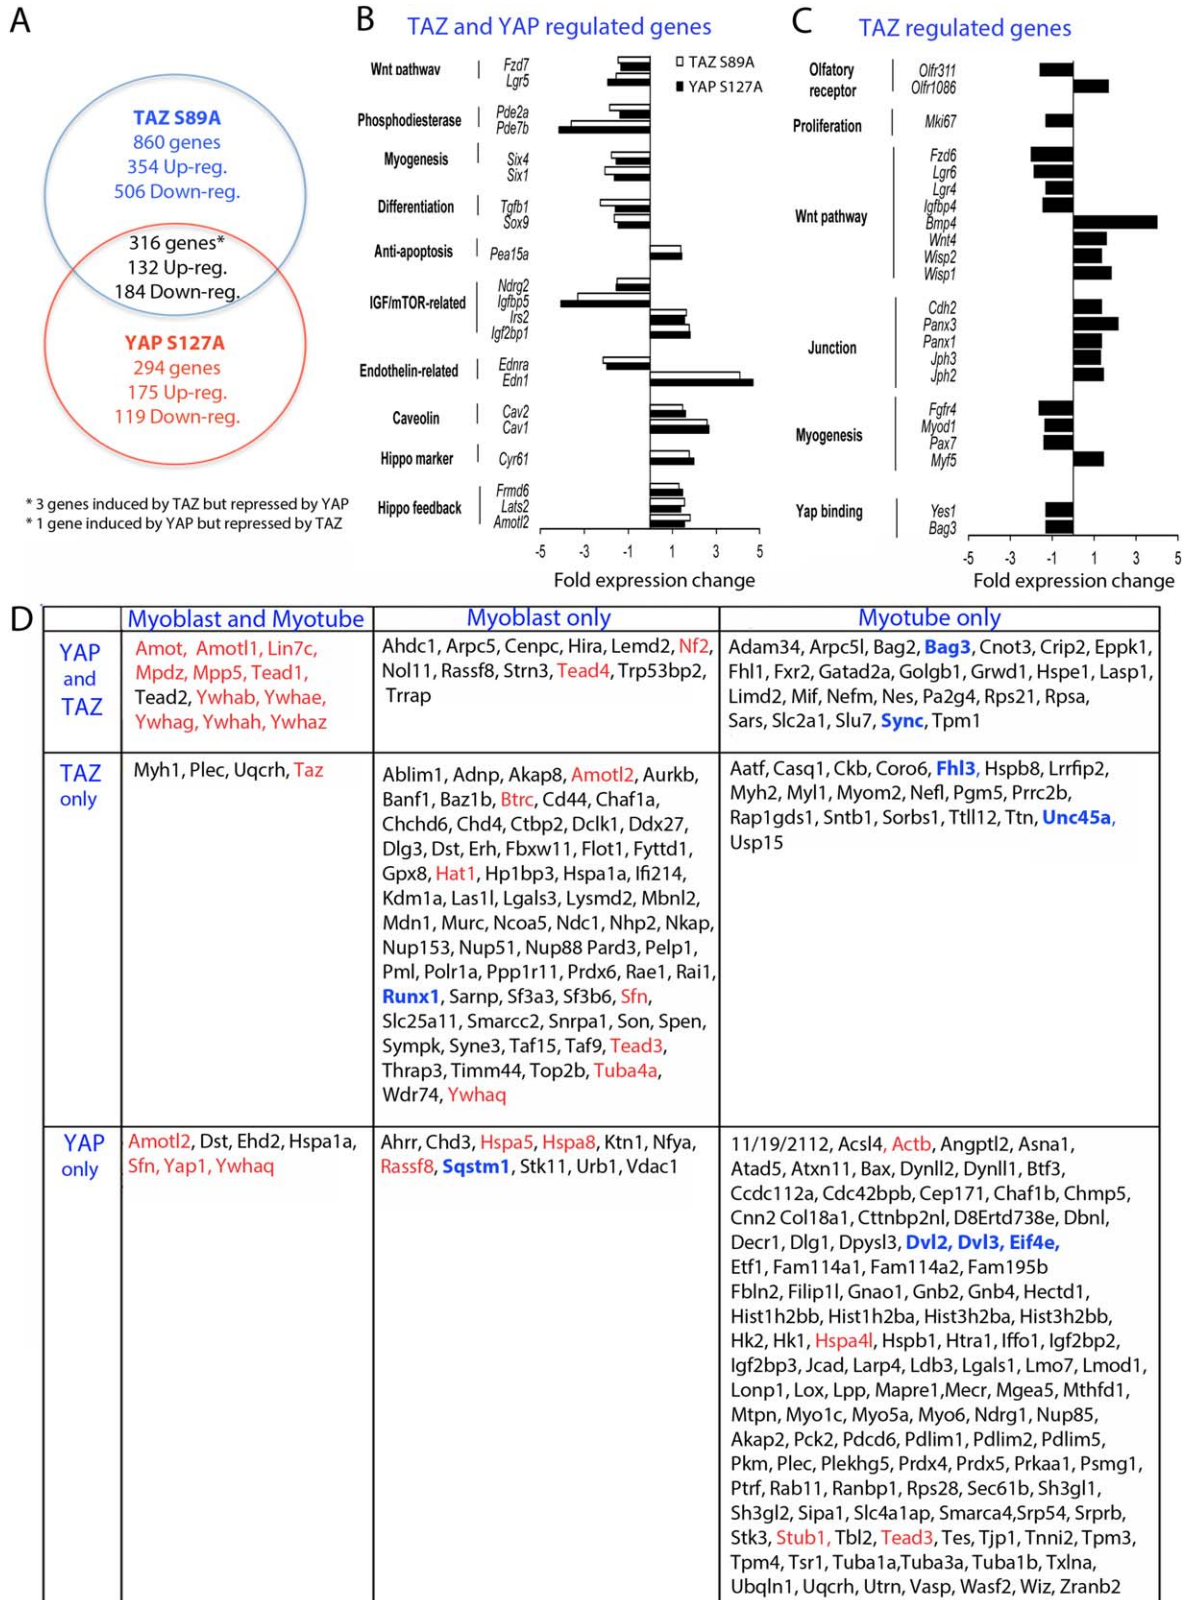 A
TAZ S89A
860 genes
354 Up-reg.
506 Down-reg.
316 genes*
132 Up-reg.
184 Down-reg.
YAP S127A
294 genes
175 Up-reg.
119 Down-reg.
* 3 genes induced by TAZ but repressed by YAP
* 1 gene induced by YAP but repressed by TAZ
B
TAZ and YAP regulated genes
TAZ S89A
YAP S127A
Wnt pathway
Fzd7
Lgr5
Phosphodiesterase
Pde2a
Pde7b
Myogenesis
Six4
Six1
Differentiation
Tgfb1
Sox9
Anti-apoptosis
Pea15a
IGF/mTOR-related
Ndrg2
Igfbp5
Irs2
Igf2bp1
Endothelin-related
Ednra
Edn1
Caveolin
Cav2
Cav1
Hippo marker
Cyr61
Hippo feedback
Frmd6
Lats2
Amotl2
-5 -3 -1 1 3 5
Fold expression change
C
TAZ regulated genes
Olfatory
receptor
Olfr311
Olfr1086
Proliferation
Mki67
Wnt pathway
Fzd6
Lgr6
Lgr4
Igfbp4
Bmp4
Wnt4
Wisp2
Wisp1
Junction
Cdh2
Panx3
Panx1
Jph3
Jph2
Myogenesis
Fgfr4
Myod1
Pax7
Myf5
Yap binding
Yes1
Bag3
-5 -3 -1 1 3 5
Fold expression change
D
Myoblast and Myotube
Myoblast only
Myotube only
YAP
and
TAZ
Amot, Amotl1, Lin7c,
Mpdz, Mpp5, Tead1,
Tead2, Ywhab, Ywhae,
Ywhag, Ywhah, Ywhaz
Ahdc1, Arpc5, Cenpc, Hira, Lemd2, Nf2,
Nol11, Rassf8, Strn3, Tead4, Trp53bp2,
Trrap
Adam34, Arpc5l, Bag2, Bag3, Cnot3, Crip2, Eppk1,
Fhl1, Fxr2, Gatad2a, Golgb1, Grwd1, Hspe1, Lasp1,
Limd2, Mif, Nefm, Nes, Pa2g4, Rps21, Rpsa,
Sars, Slc2a1, Slu7, Sync, Tpm1
TAZ
only
Myh1, Plec, Uqcrh, Taz
Ablim1, Adnp, Akap8, Amotl2, Aurkb,
Banf1, Baz1b, Btrc, Cd44, Chaf1a,
Chchd6, Chd4, Ctbp2, Dclk1, Ddx27,
Dlg3, Dst, Erh, Fbxw11, Flot1, Fyttd1,
Gpx8, Hat1, Hp1bp3, Hspa1a, Ifi214,
Kdm1a, Las1l, Lgals3, Lysmd2, Mbnl2,
Mdn1, Murc, Ncoa5, Ndc1, Nhp2, Nkap,
Nup153, Nup51, Nup88 Pard3, Pelp1,
Pml, Polr1a, Ppp1r11, Prdx6, Rae1, Rai1,
Runx1, Sarnp, Sf3a3, Sf3b6, Sfn,
Slc25a11, Smarcc2, Snrpa1, Son, Spen,
Sympk, Syne3, Taf15, Taf9, Tead3,
Thrap3, Timm44, Top2b, Tuba4a,
Wdr74, Ywhaq
Aatf, Casq1, Ckb, Coro6, Fhl3, Hspb8, Lrrfip2,
Myh2, Myl1, Myom2, Nefl, Pgm5, Prrc2b,
Rap1gds1, Sntb1, Sorbs1, Ttll12, Ttn, Unc45a,
Usp15
YAP
only
Amotl2, Dst, Ehd2, Hspa1a,
Sfn, Yap1, Ywhaq
Ahrr, Chd3, Hspa5, Hspa8, Ktn1, Nfya,
Rassf8, Sqstm1, Stk11, Urb1, Vdac1
11/19/2112, Acsl4, Actb, Angptl2, Asna1,
Atad5, Atxn11, Bax, Dynll2, Dynll1, Btf3,
Ccdc112a, Cdc42bpb, Cep171, Chaf1b, Chmp5,
Cnn2 Col18a1, Cttnbp2nl, D8Ertd738e, Dbnl,
Decr1, Dlg1, Dpysl3, Dvl2, Dvl3, Eif4e,
Etf1, Fam114a1, Fam114a2, Fam195b
Fbln2, Filip1l, Gnao1, Gnb2, Gnb4, Hectd1,
Hist1h2bb, Hist1h2ba, Hist3h2ba, Hist3h2bb,
Hk2, Hk1, Hspa4l, Hspb1, Htra1, Iffo1, Igf2bp2,
Igf2bp3, Jcad, Larp4, Ldb3, Lgals1, Lmo7, Lmod1,
Lonp1, Lox, Lpp, Mapre1,Mecr, Mgea5, Mthfd1,
Mtpn, Myo1c, Myo5a, Myo6, Ndrg1, Nup85,
Akap2, Pck2, Pdcd6, Pdlim1, Pdlim2, Pdlim5,
Pkm, Plec, Plekhg5, Prdx4, Prdx5, Prkaa1, Psmg1,
Ptrf, Rab11, Ranbp1, Rps28, Sec61b, Sh3gl1,
Sh3gl2, Sipa1, Slc4a1ap, Smarca4,Srp54, Srprb,
Stk3, Stub1, Tbl2, Tead3, Tes, Tjp1, Tnni2, Tpm3,
Tpm4, Tsr1, Tuba1a,Tuba3a, Tuba1b, Txlna,
Ubqln1, Uqcrh, Utrn, Vasp, Wasf2, Wiz, Zranb2